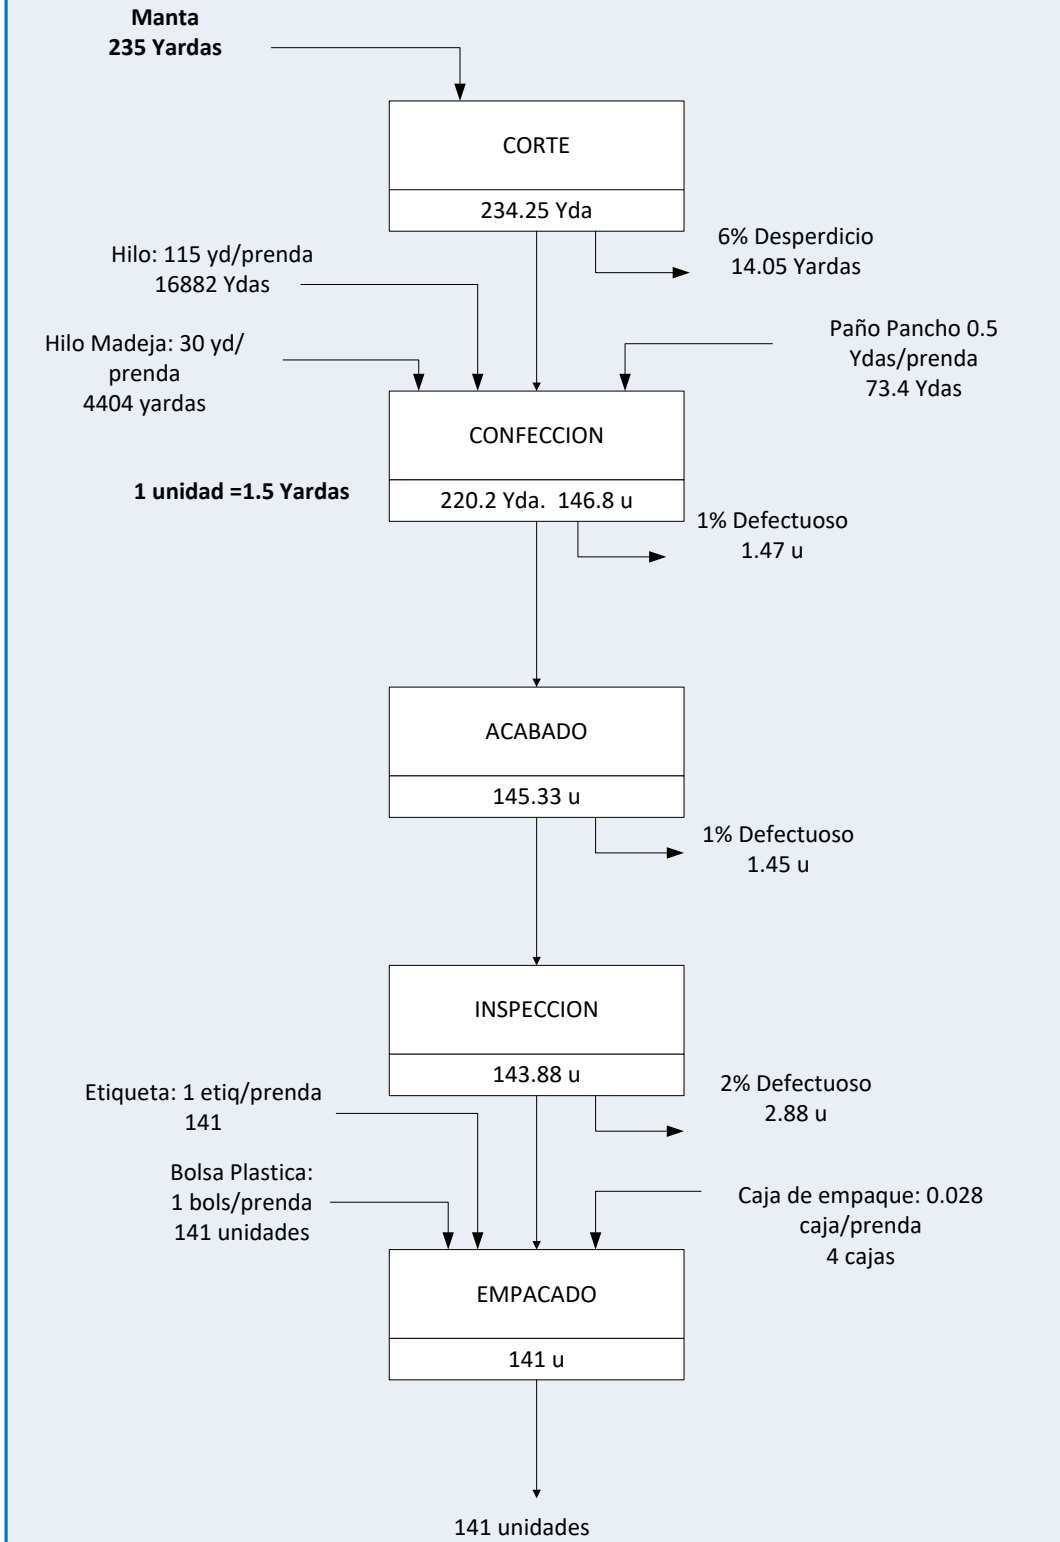 Manta
235 Yardas
CORTE
234.25 Yda
6% Desperdicio
14.05 Yardas
Hilo: 115 yd/prenda
16882 Ydas
Hilo Madeja: 30 yd/
prenda
4404 yardas
Paño Pancho 0.5
Ydas/prenda
73.4 Ydas
CONFECCION
1 unidad =1.5 Yardas
220.2 Yda.  146.8 u
1% Defectuoso
1.47 u
ACABADO
145.33 u
1% Defectuoso
1.45 u
INSPECCION
143.88 u
2% Defectuoso
2.88 u
Etiqueta: 1 etiq/prenda
141
Bolsa Plastica:
1 bols/prenda
141 unidades
Caja de empaque: 0.028
caja/prenda
4 cajas
EMPACADO
141 u
141 unidades